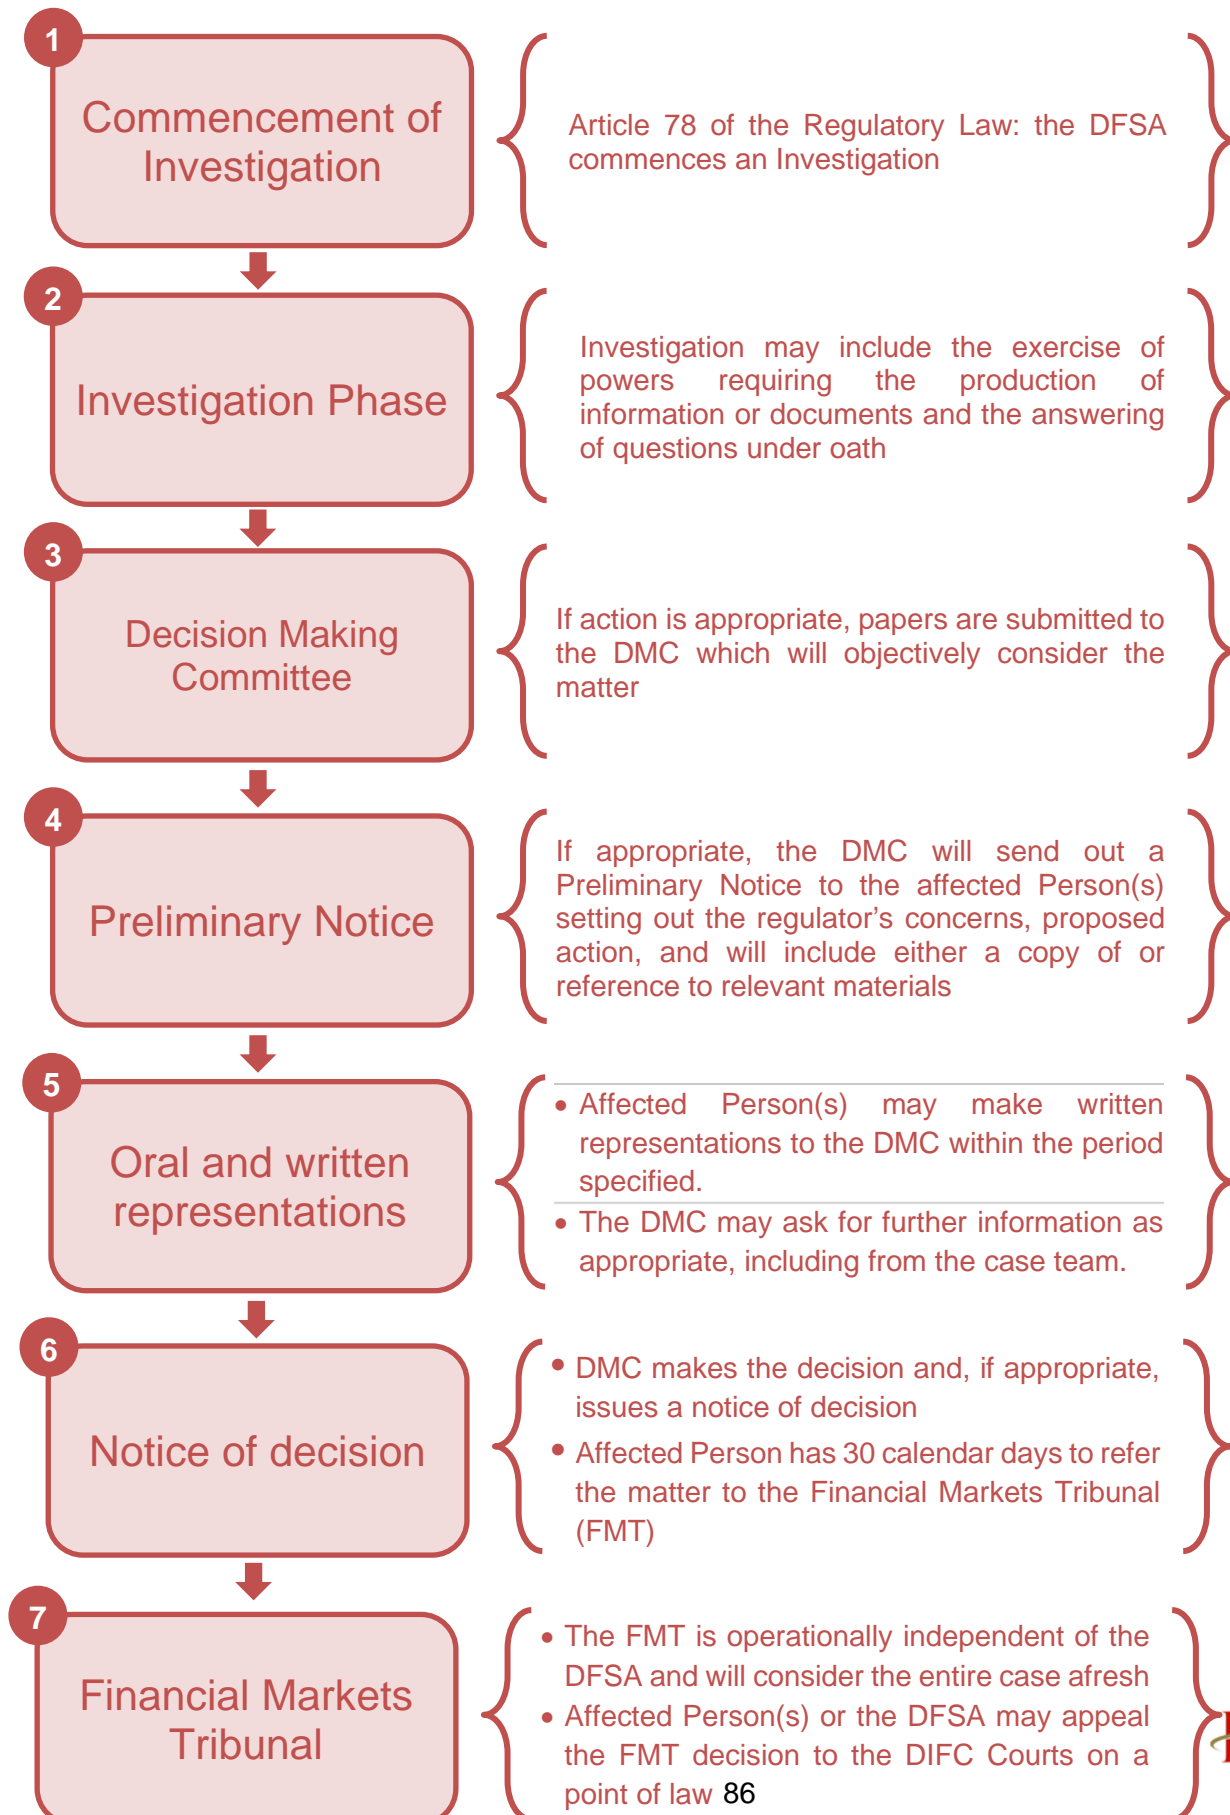 1
Commencement of
Investigation
Article 78 of the Regulatory Law: the DFSA
commences an Investigation
2
Investigation Phase
Investigation may include the exercise of
powers requiring the production of
information or documents and the answering
of questions under oath
3
Decision Making
Committee
If action is appropriate, papers are submitted to
the DMC which will objectively consider the
matter
4
Preliminary Notice
If appropriate, the DMC will send out a
Preliminary Notice to the affected Person(s)
setting out the regulator’s concerns, proposed
action, and will include either a copy of or
reference to relevant materials
5
Oral and written
representations
• Affected Person(s) may make written
representations to the DMC within the period
specified.
• The DMC may ask for further information as
appropriate, including from the case team.
6
Notice of decision
• DMC makes the decision and, if appropriate,
issues a notice of decision
• Affected Person has 30 calendar days to refer
the matter to the Financial Markets Tribunal
(FMT)
7
Financial Markets
Tribunal
• The FMT is operationally independent of the
DFSA and will consider the entire case afresh
• Affected Person(s) or the DFSA may appeal
the FMT decision to the DIFC Courts on a
point of law 86